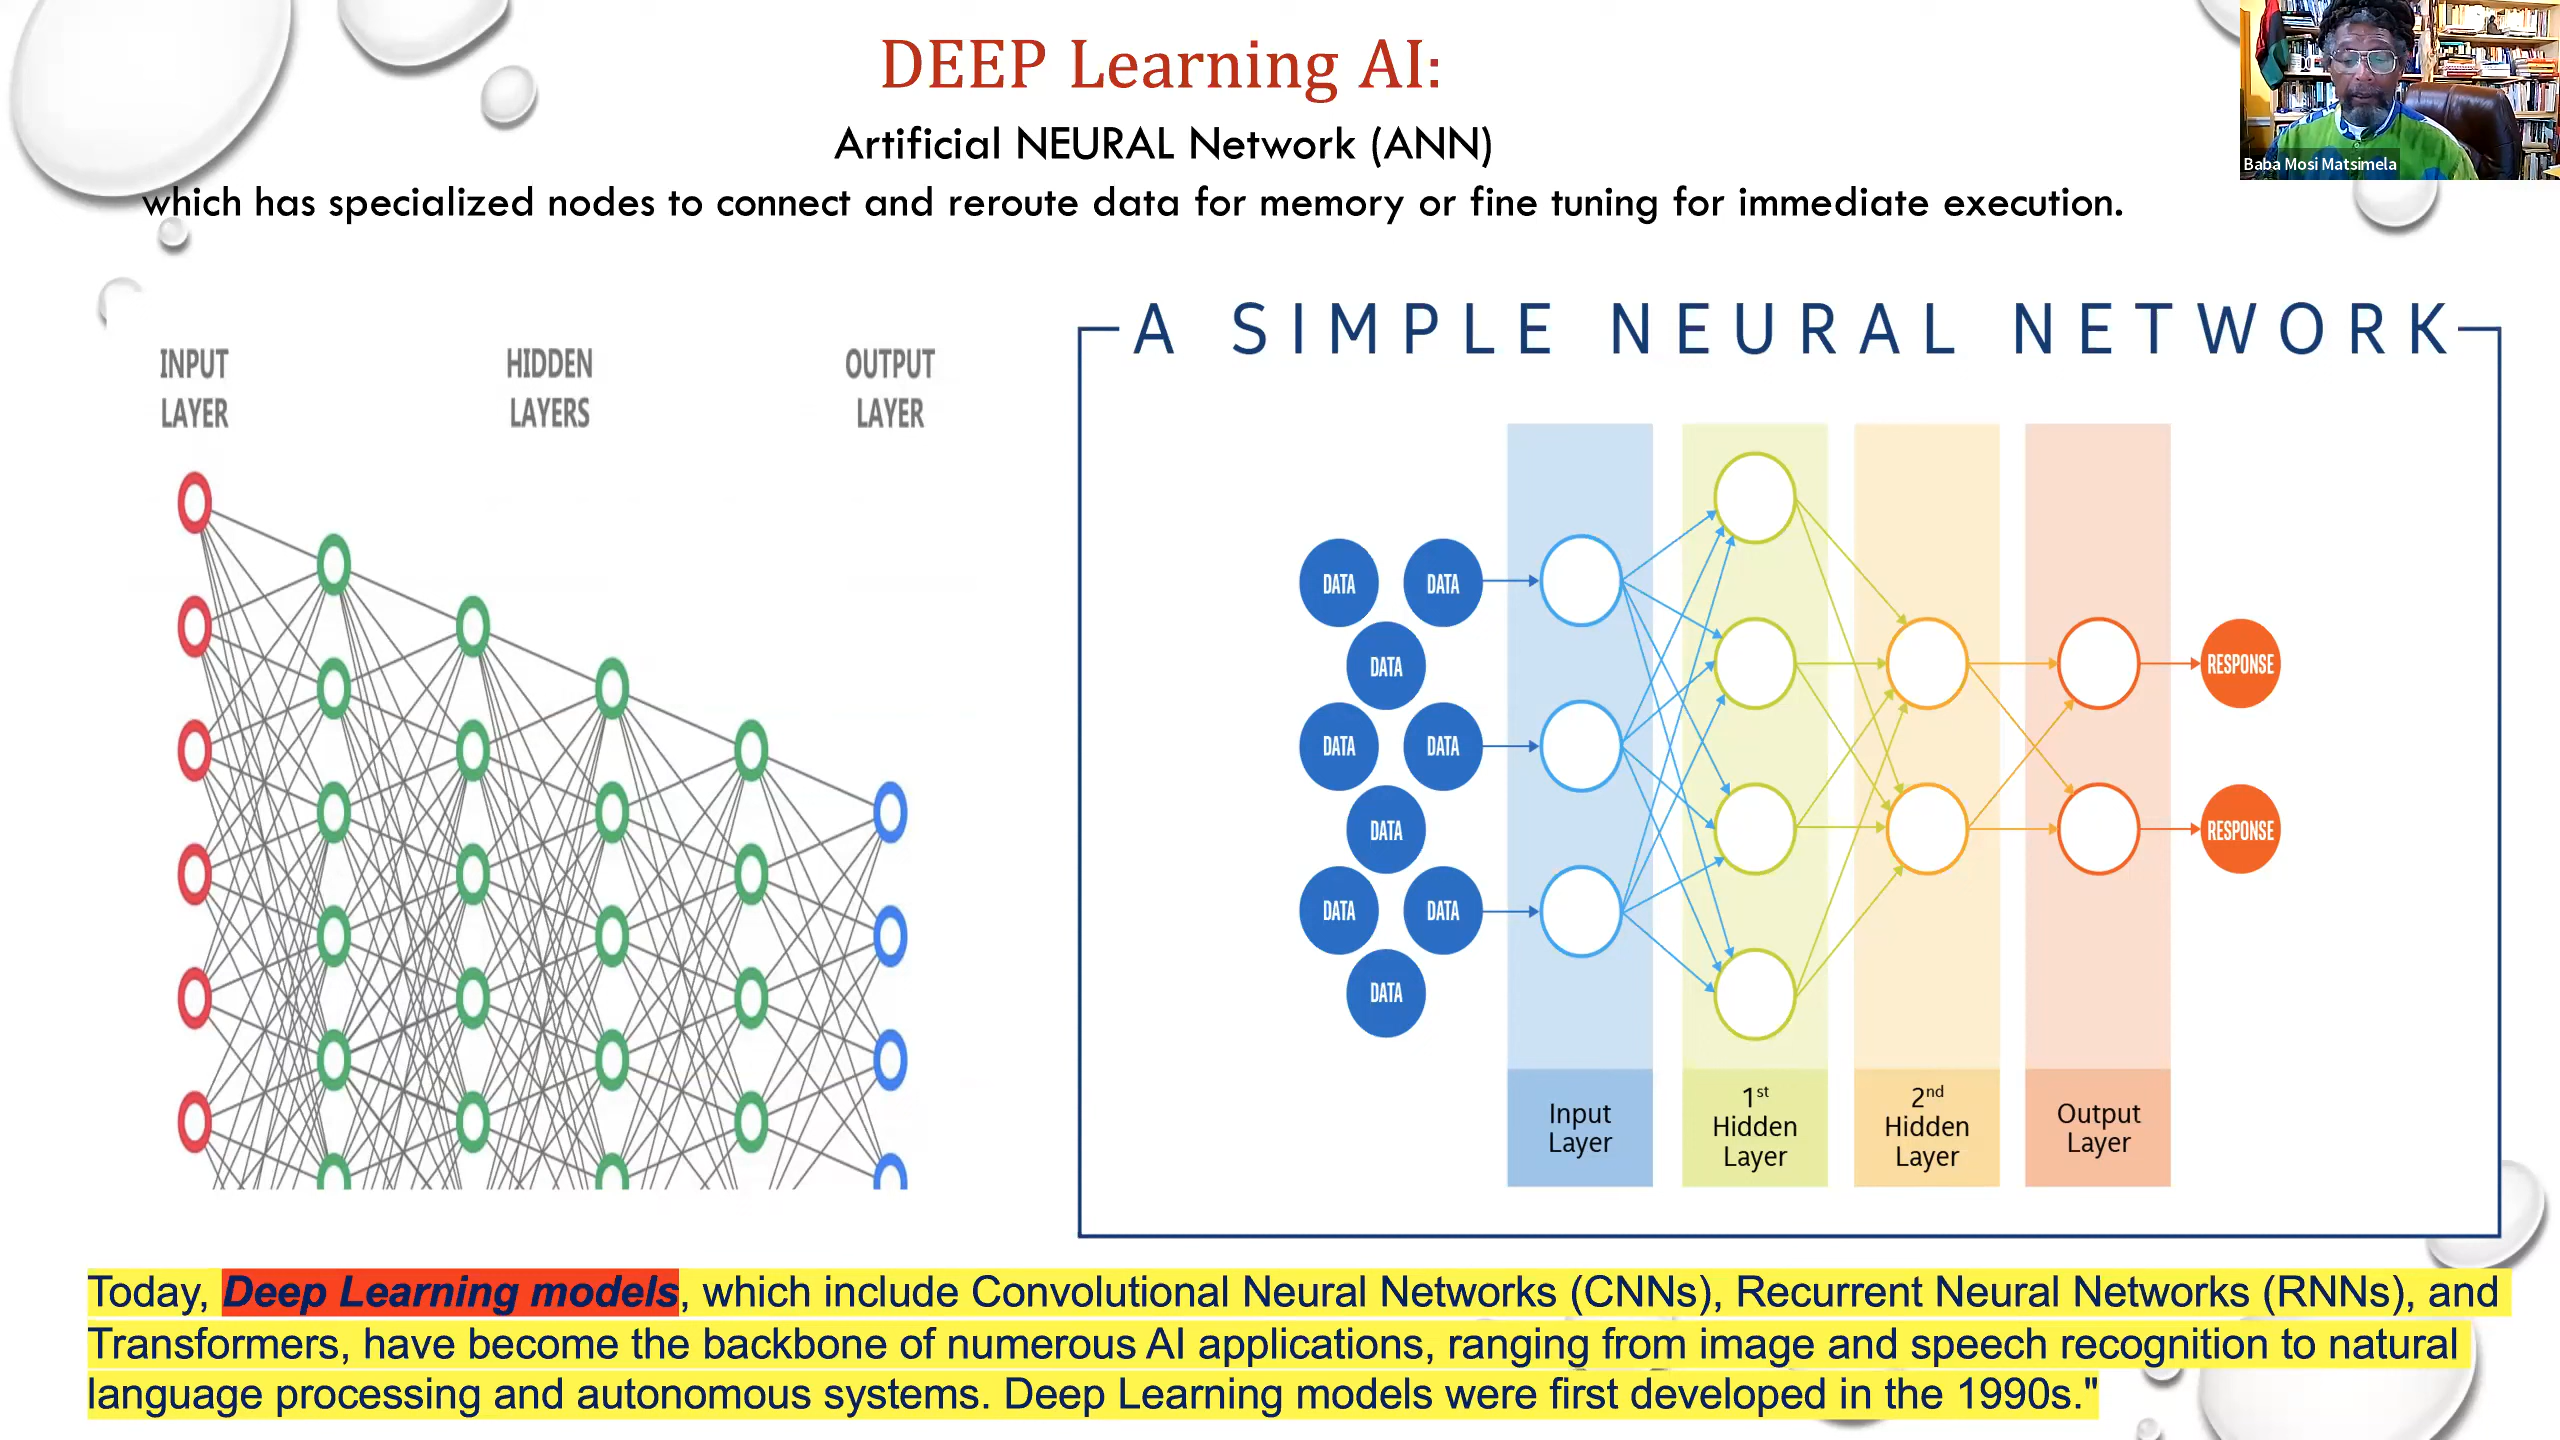 DEEP Learning AI:
Artificial NEURAL Network (ANN)
which has specialized nodes to connect and reroute data for memory or fine tuning for immediate execution.
Baba Mosi Matsimela
INPUT
LAYER
HIDDEN
LAYERS
OUTPUT
LAYER
A SIMPLE NEURAL NETWORK
DATA DATA
DATA
DATA DATA
DATA
DATA DATA
DATA
RESPONSE
RESPONSE
Input
Layer
1st
Hidden
Layer
2nd
Hidden
Layer
Output
Layer
Today, Deep Learning models, which include Convolutional Neural Networks (CNNs), Recurrent Neural Networks (RNNs), and
Transformers, have become the backbone of numerous AI applications, ranging from image and speech recognition to natural
language processing and autonomous systems. Deep Learning models were first developed in the 1990s."